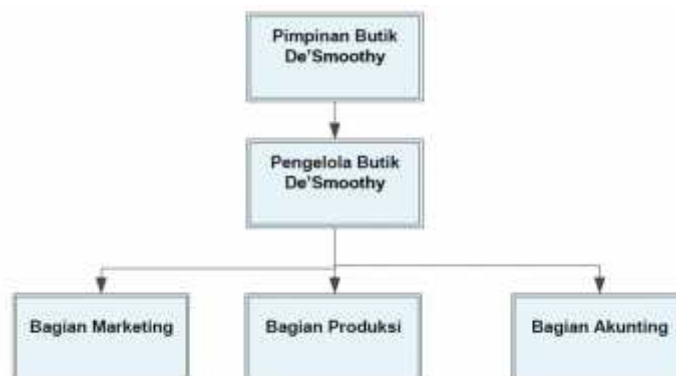 Pimpinan Butik
De'Smoothy
Pengelola Butik
De'Smoothy
Bagian Marketing
Bagian Produksi
Bagian Akunting